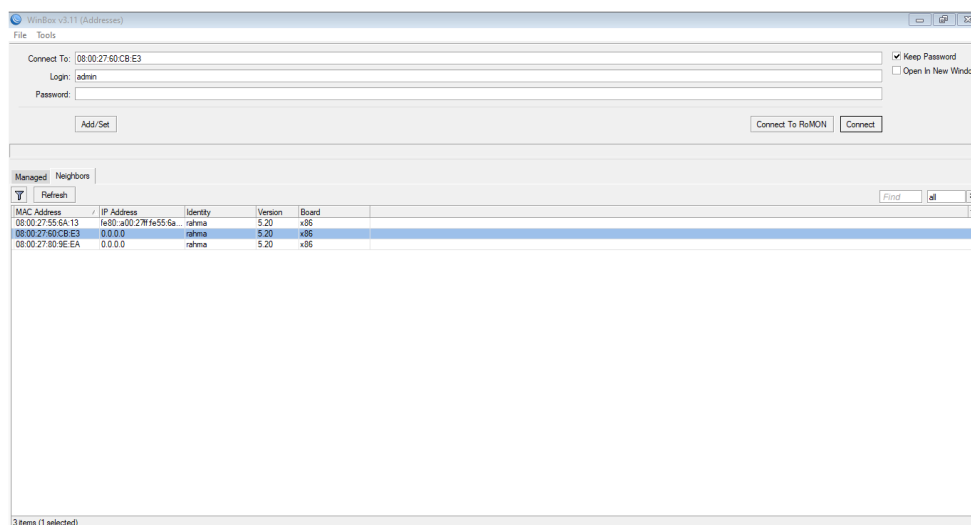 WinBox v3.11 (Addresses)
File Tools
Connect To: 08:00:27:60:CB:E3
Keep Password
Login: admin
Open In New
Password:
Add/Set
Connect To RoMON Connect
Managed Neighbors
Refresh
Find all
MAC Address IP Address Identity Version Board
08:00:27:55:6A:13 fe80::a00:27ff:fe55:6a... rahma 5.20 x86
08:00:27:60:CB:E3 0.0.0.0 rahma 5.20 x86
08:00:27:80:9E:EA 0.0.0.0 rahma 5.20 x86
3 items (1 selected)